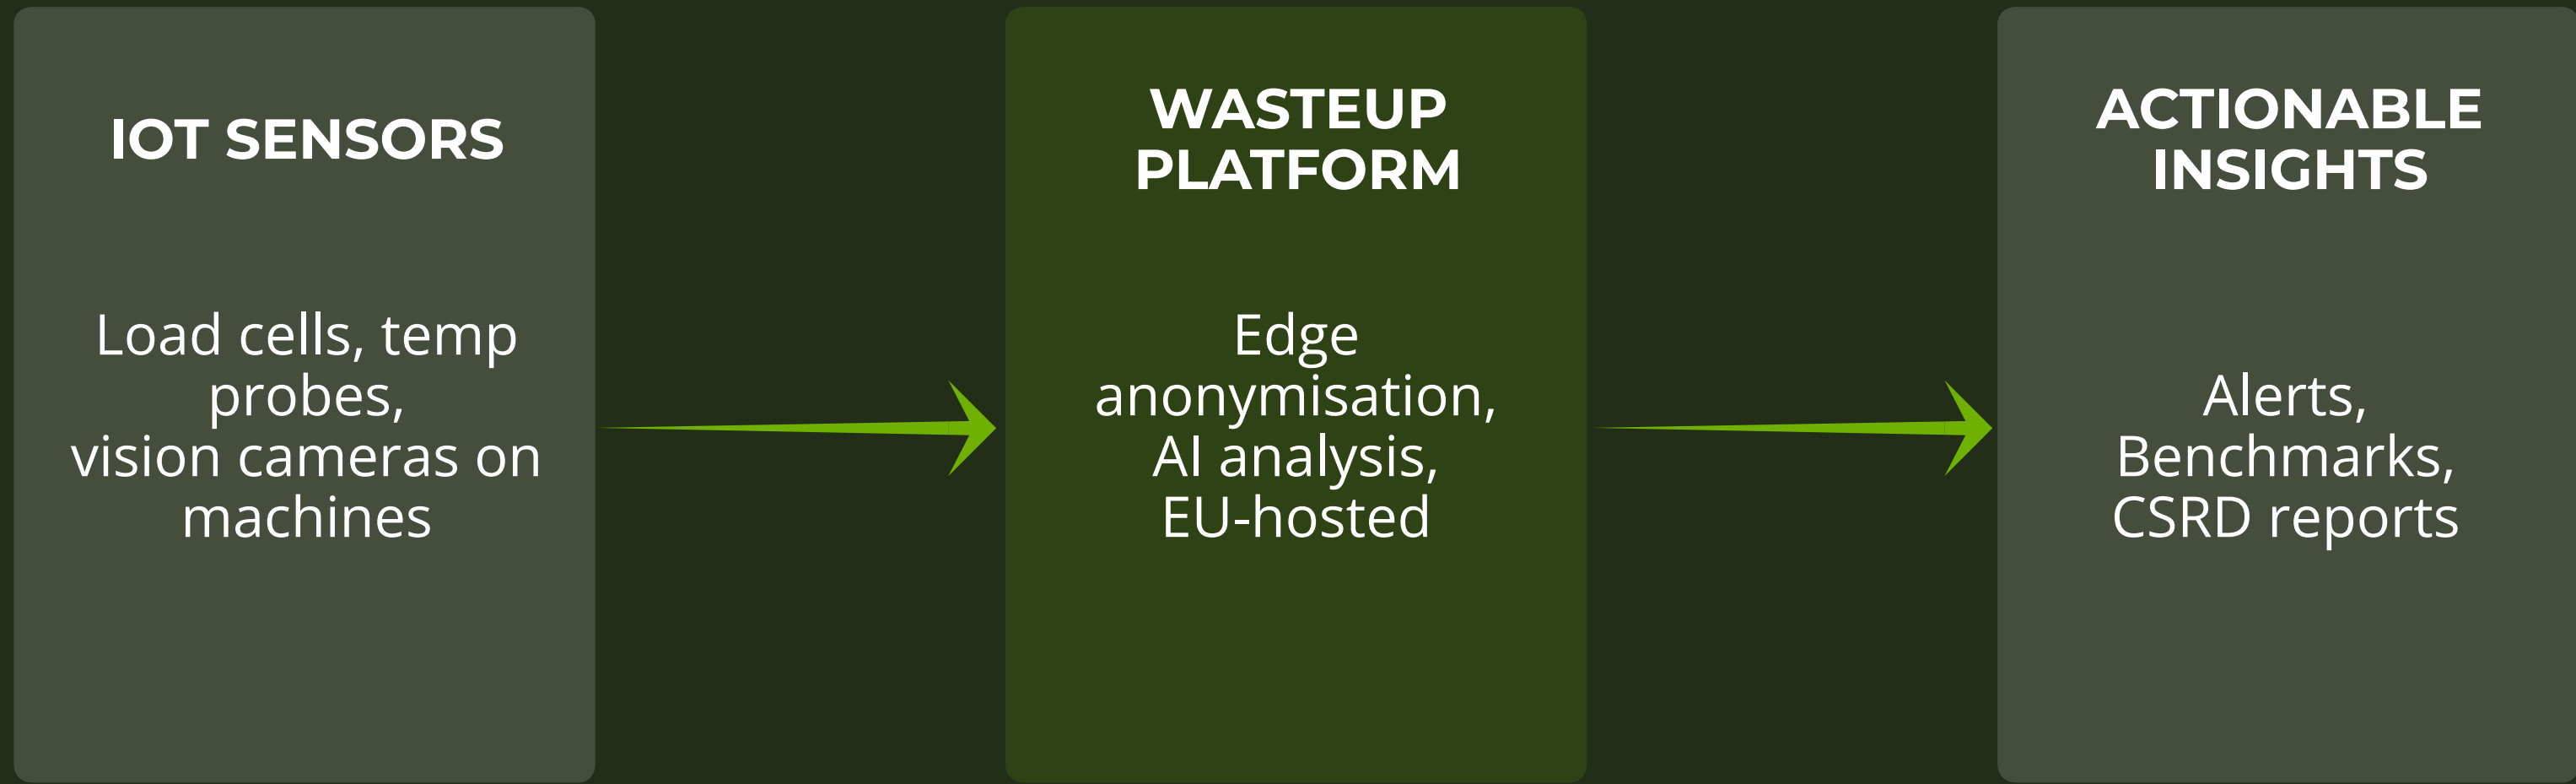 IOT SENSORS
Load cells, temp
probes,
vision cameras on
machines
WASTEUP
PLATFORM
Edge
anonymisation,
AI analysis,
EU-hosted
ACTIONABLE
INSIGHTS
Alerts,
Benchmarks,
CSRD reports